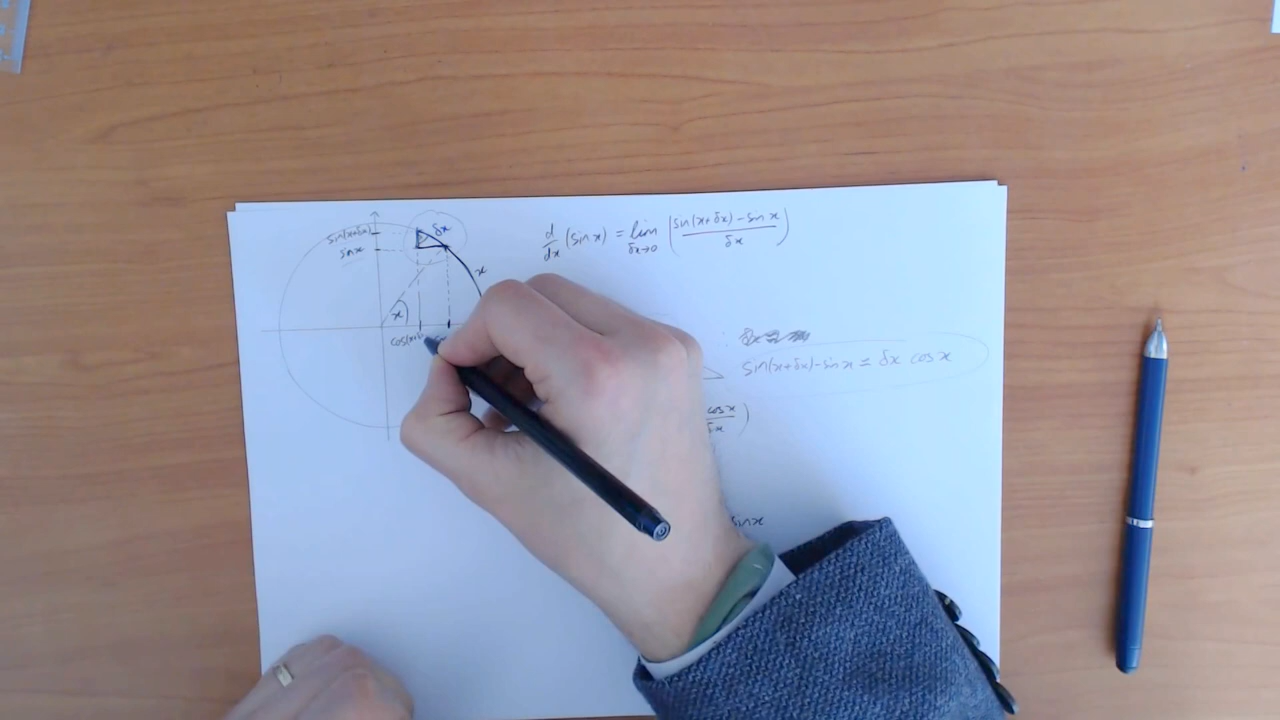 sin(x+δx)
sin x
δx
x
x
cos(x+
d/dx (sin x) = lim δx→0 (sin(x+δx) - sin x / δx)
sin(x+δx)-sin x = δx cos x
cos x / δx )
sin x